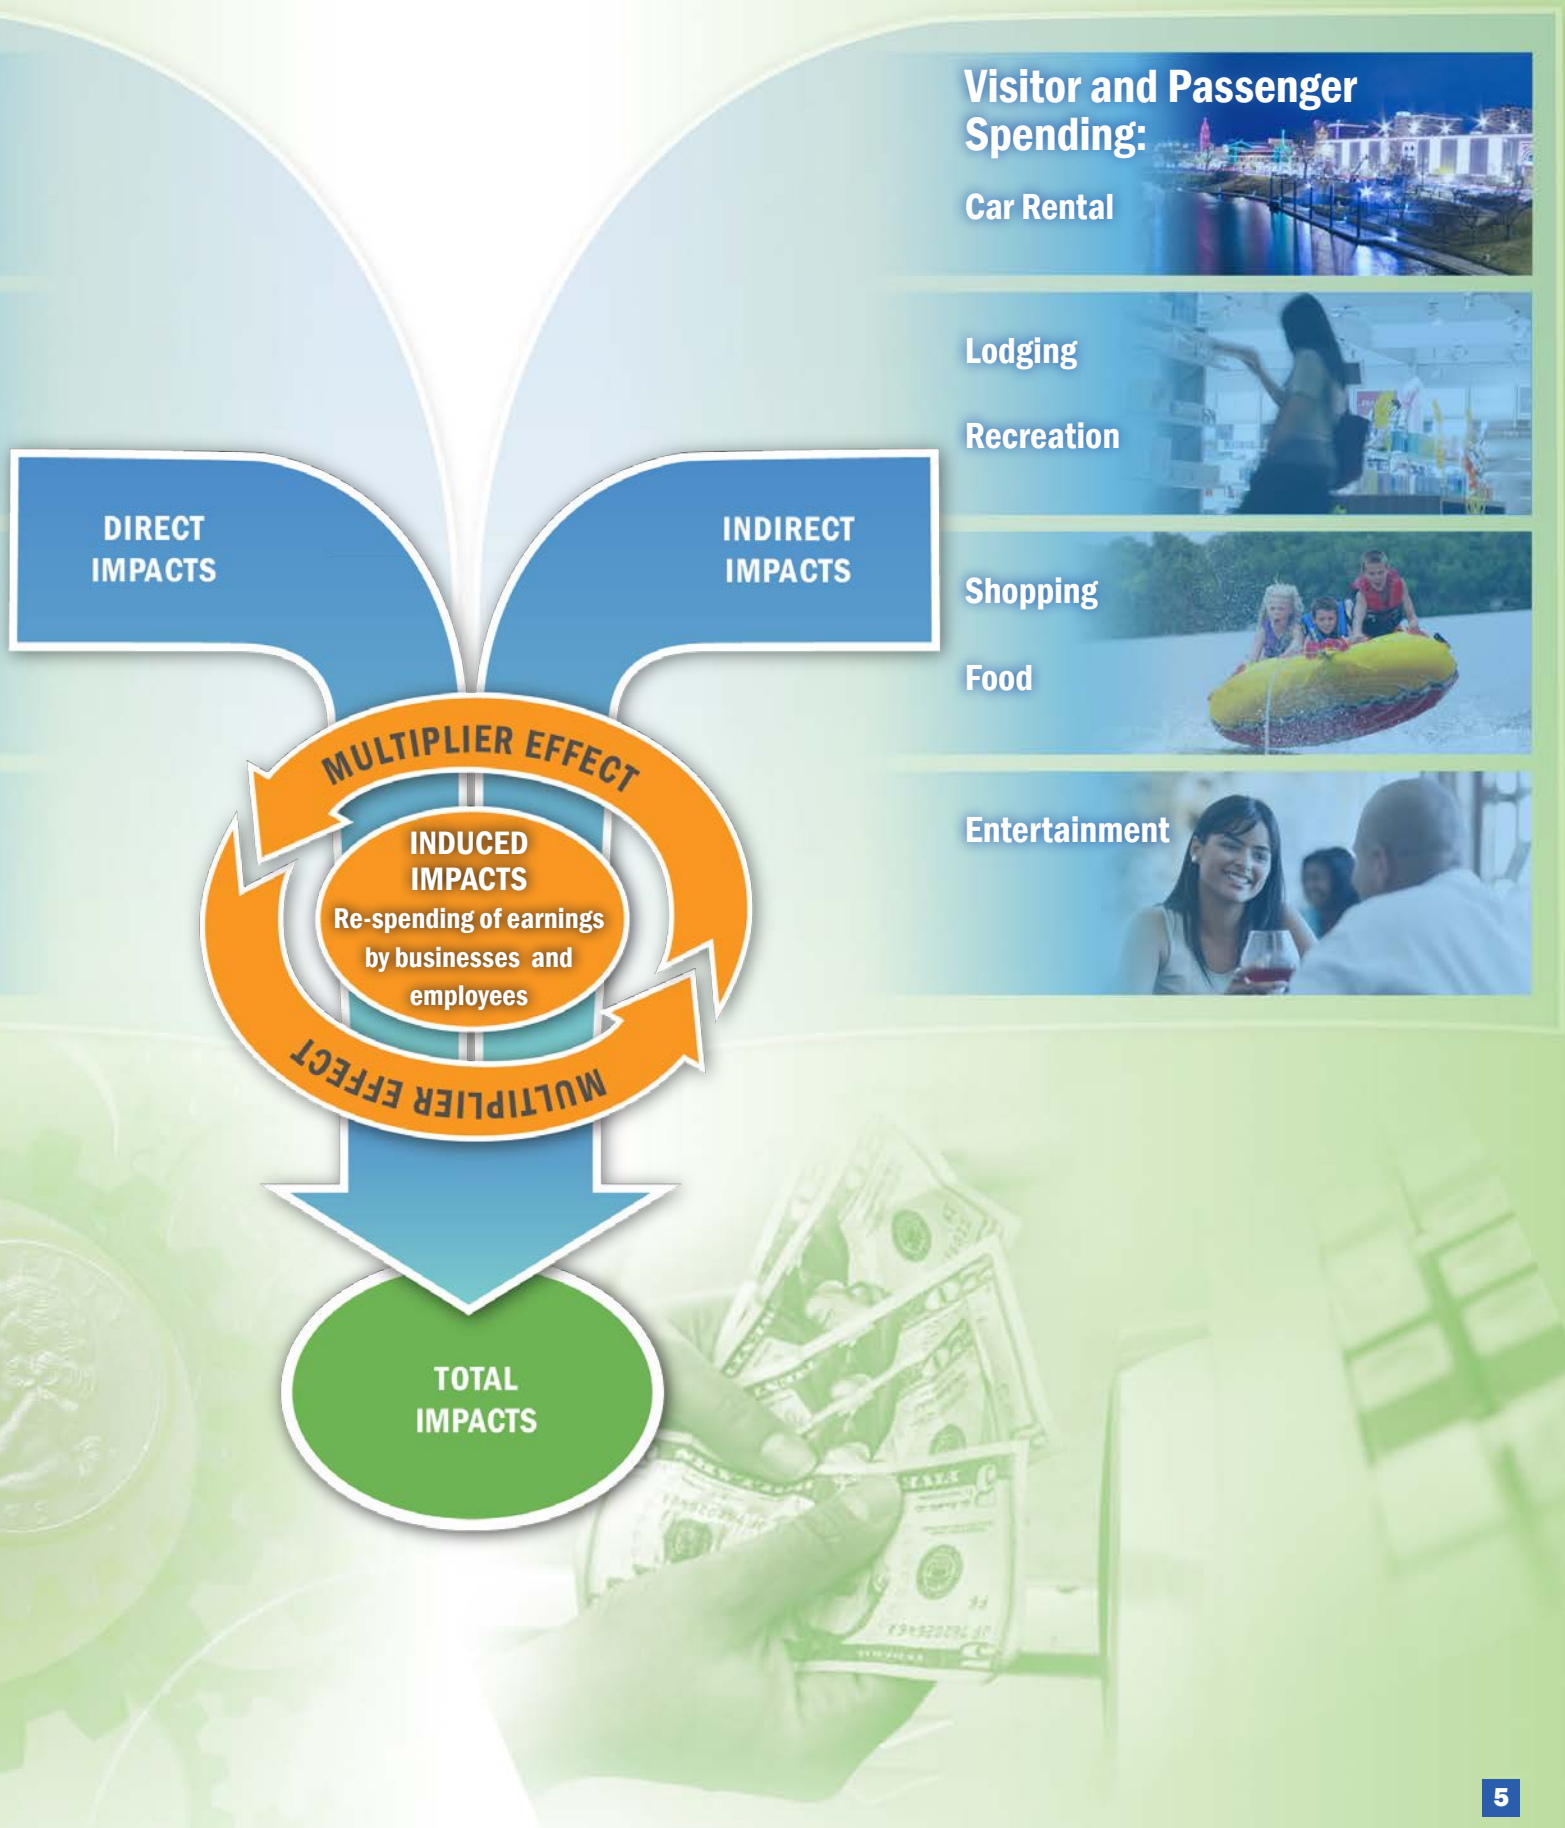 Visitor and Passenger
Spending:
Car Rental
Lodging
Recreation
Shopping
Food
Entertainment
DIRECT
IMPACTS
INDIRECT
IMPACTS
MULTIPLIER EFFECT
INDUCED
IMPACTS
Re-spending of earnings
by businesses and
employees
MULTIPLIER EFFECT
TOTAL
IMPACTS
5